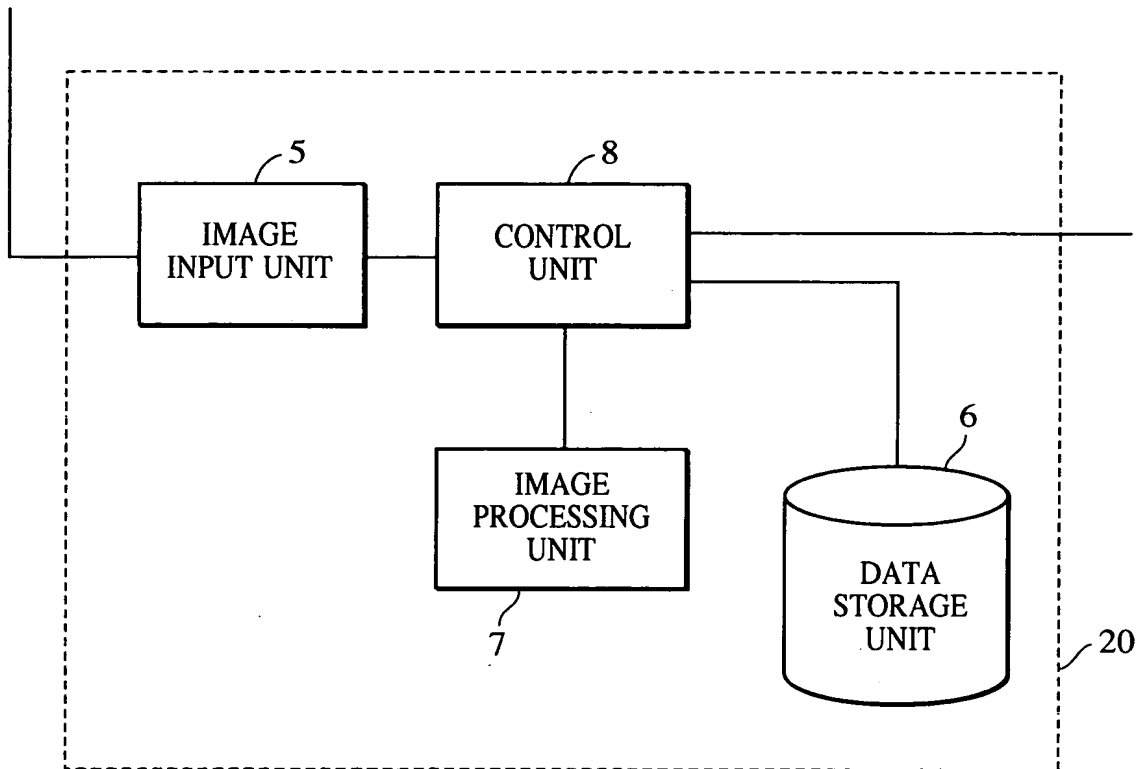 5
IMAGE
INPUT UNIT
8
CONTROL
UNIT
IMAGE
PROCESSING
UNIT
7
6
DATA
STORAGE
UNIT
20